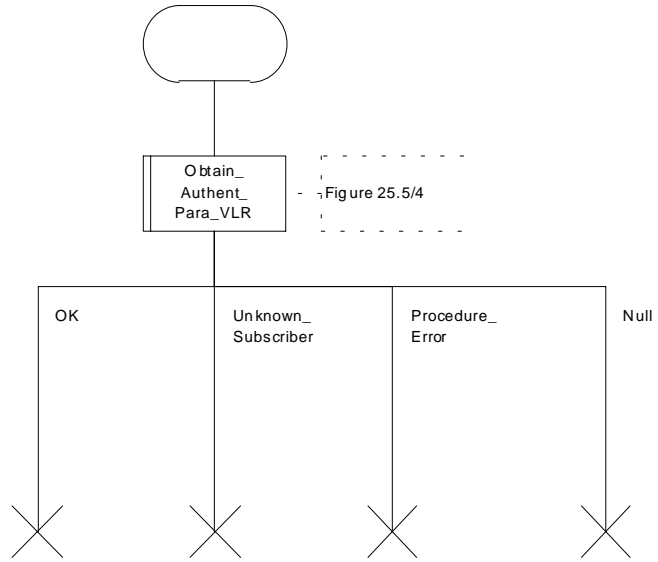 Obtain_
Authent_
Para_VLR
Figure 25.5/4
OK
Unknown_
Subscriber
Procedure_
Error
Null